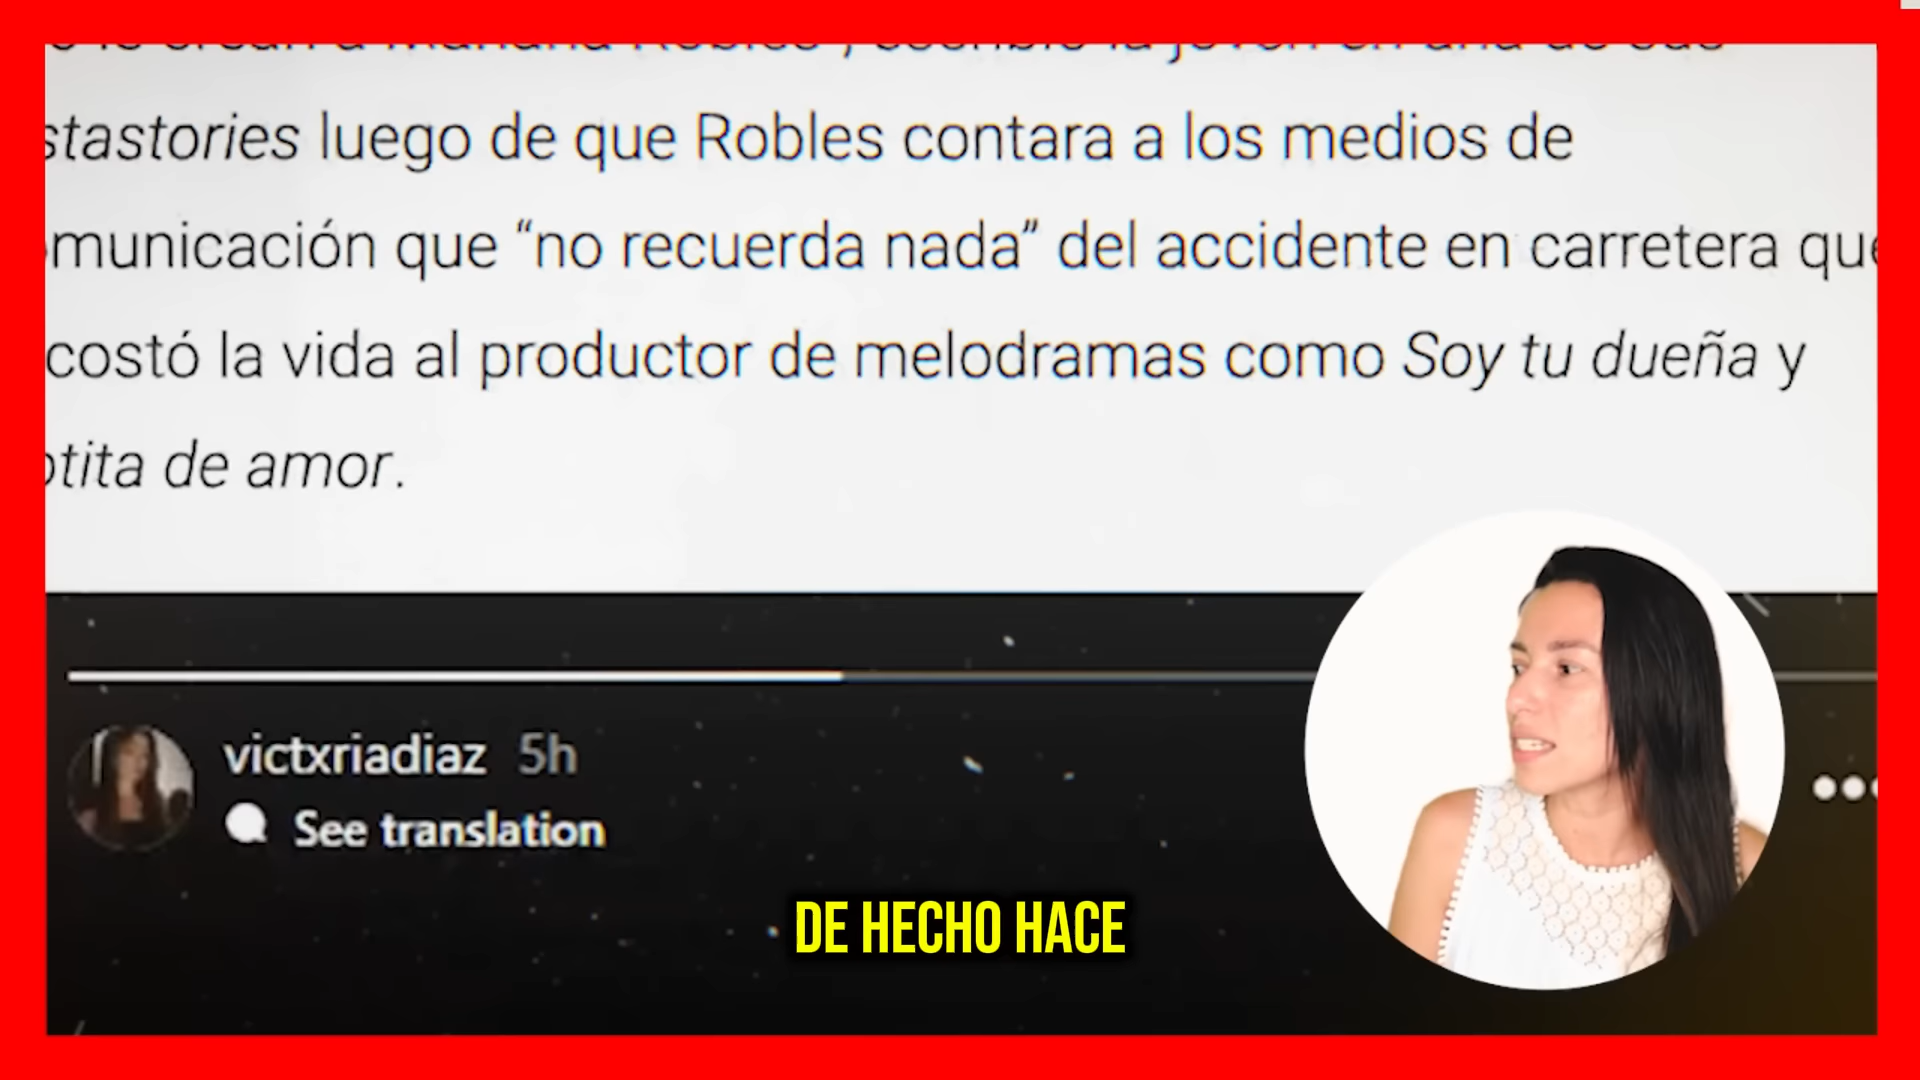 stastories luego de que Robles contara a los medios de
omunicación que “no recuerda nada” del accidente en carretera que
costó la vida al productor de melodramas como Soy tu dueña y
otita de amor.
victxriadiaz 5h
See translation
DE HECHO HACE